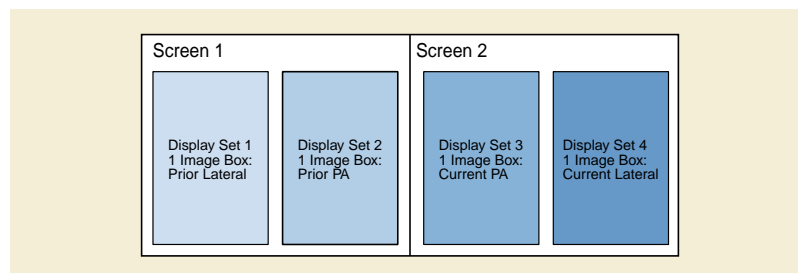 Screen 1
Screen 2
Display Set 1
1 Image Box:
Prior Lateral
Display Set 2
1 Image Box:
Prior PA
Display Set 3
1 Image Box:
Current PA
Display Set 4
1 Image Box:
Current Lateral